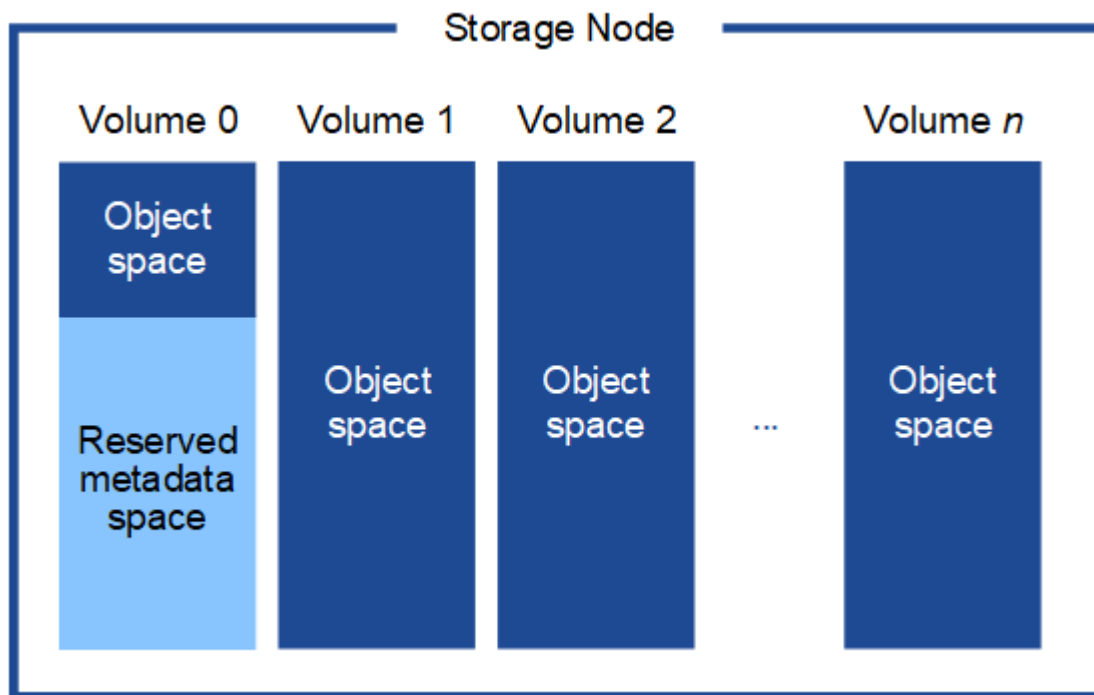 Storage Node
Volume 0
Volume 1
Volume 2
Volume n
Object
space
Reserved
metadata
space
Object
space
Object
space
...
Object
space